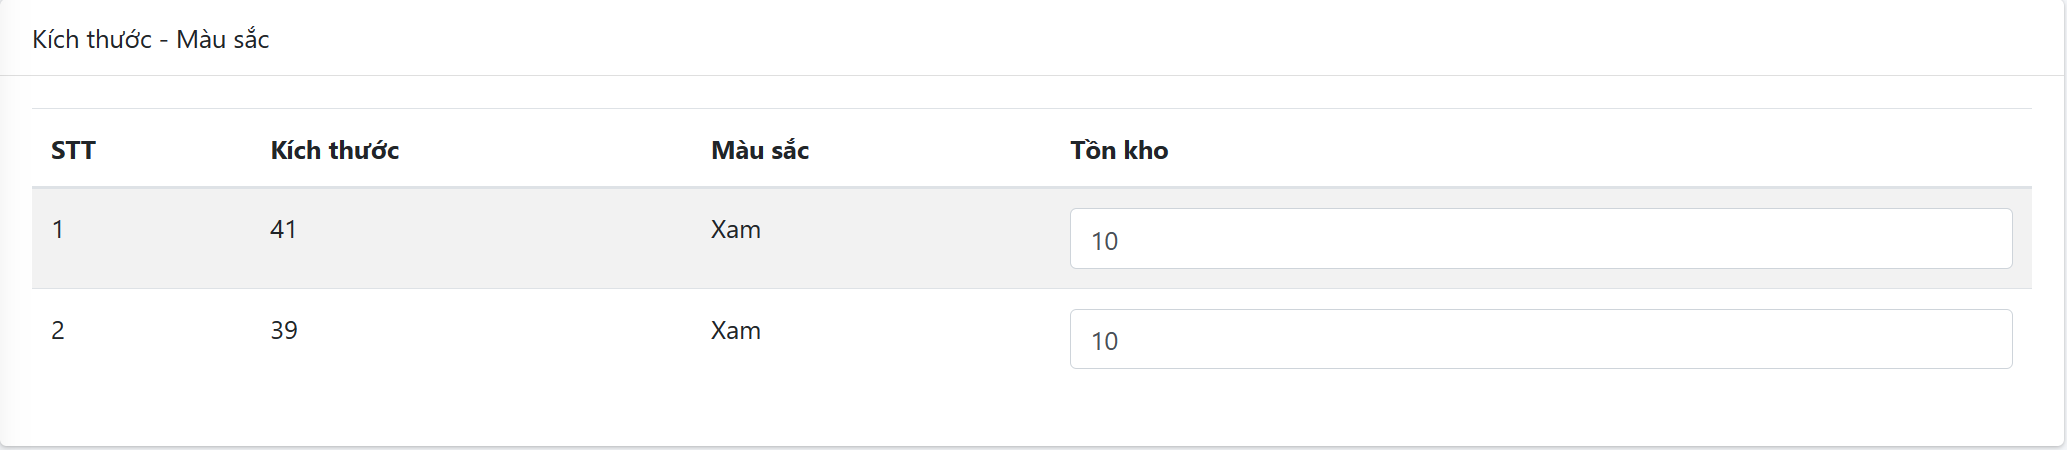 Kích thước - Màu sắc
STT Kích thước Màu sắc Tồn kho
1 41 Xam 10
2 39 Xam 10